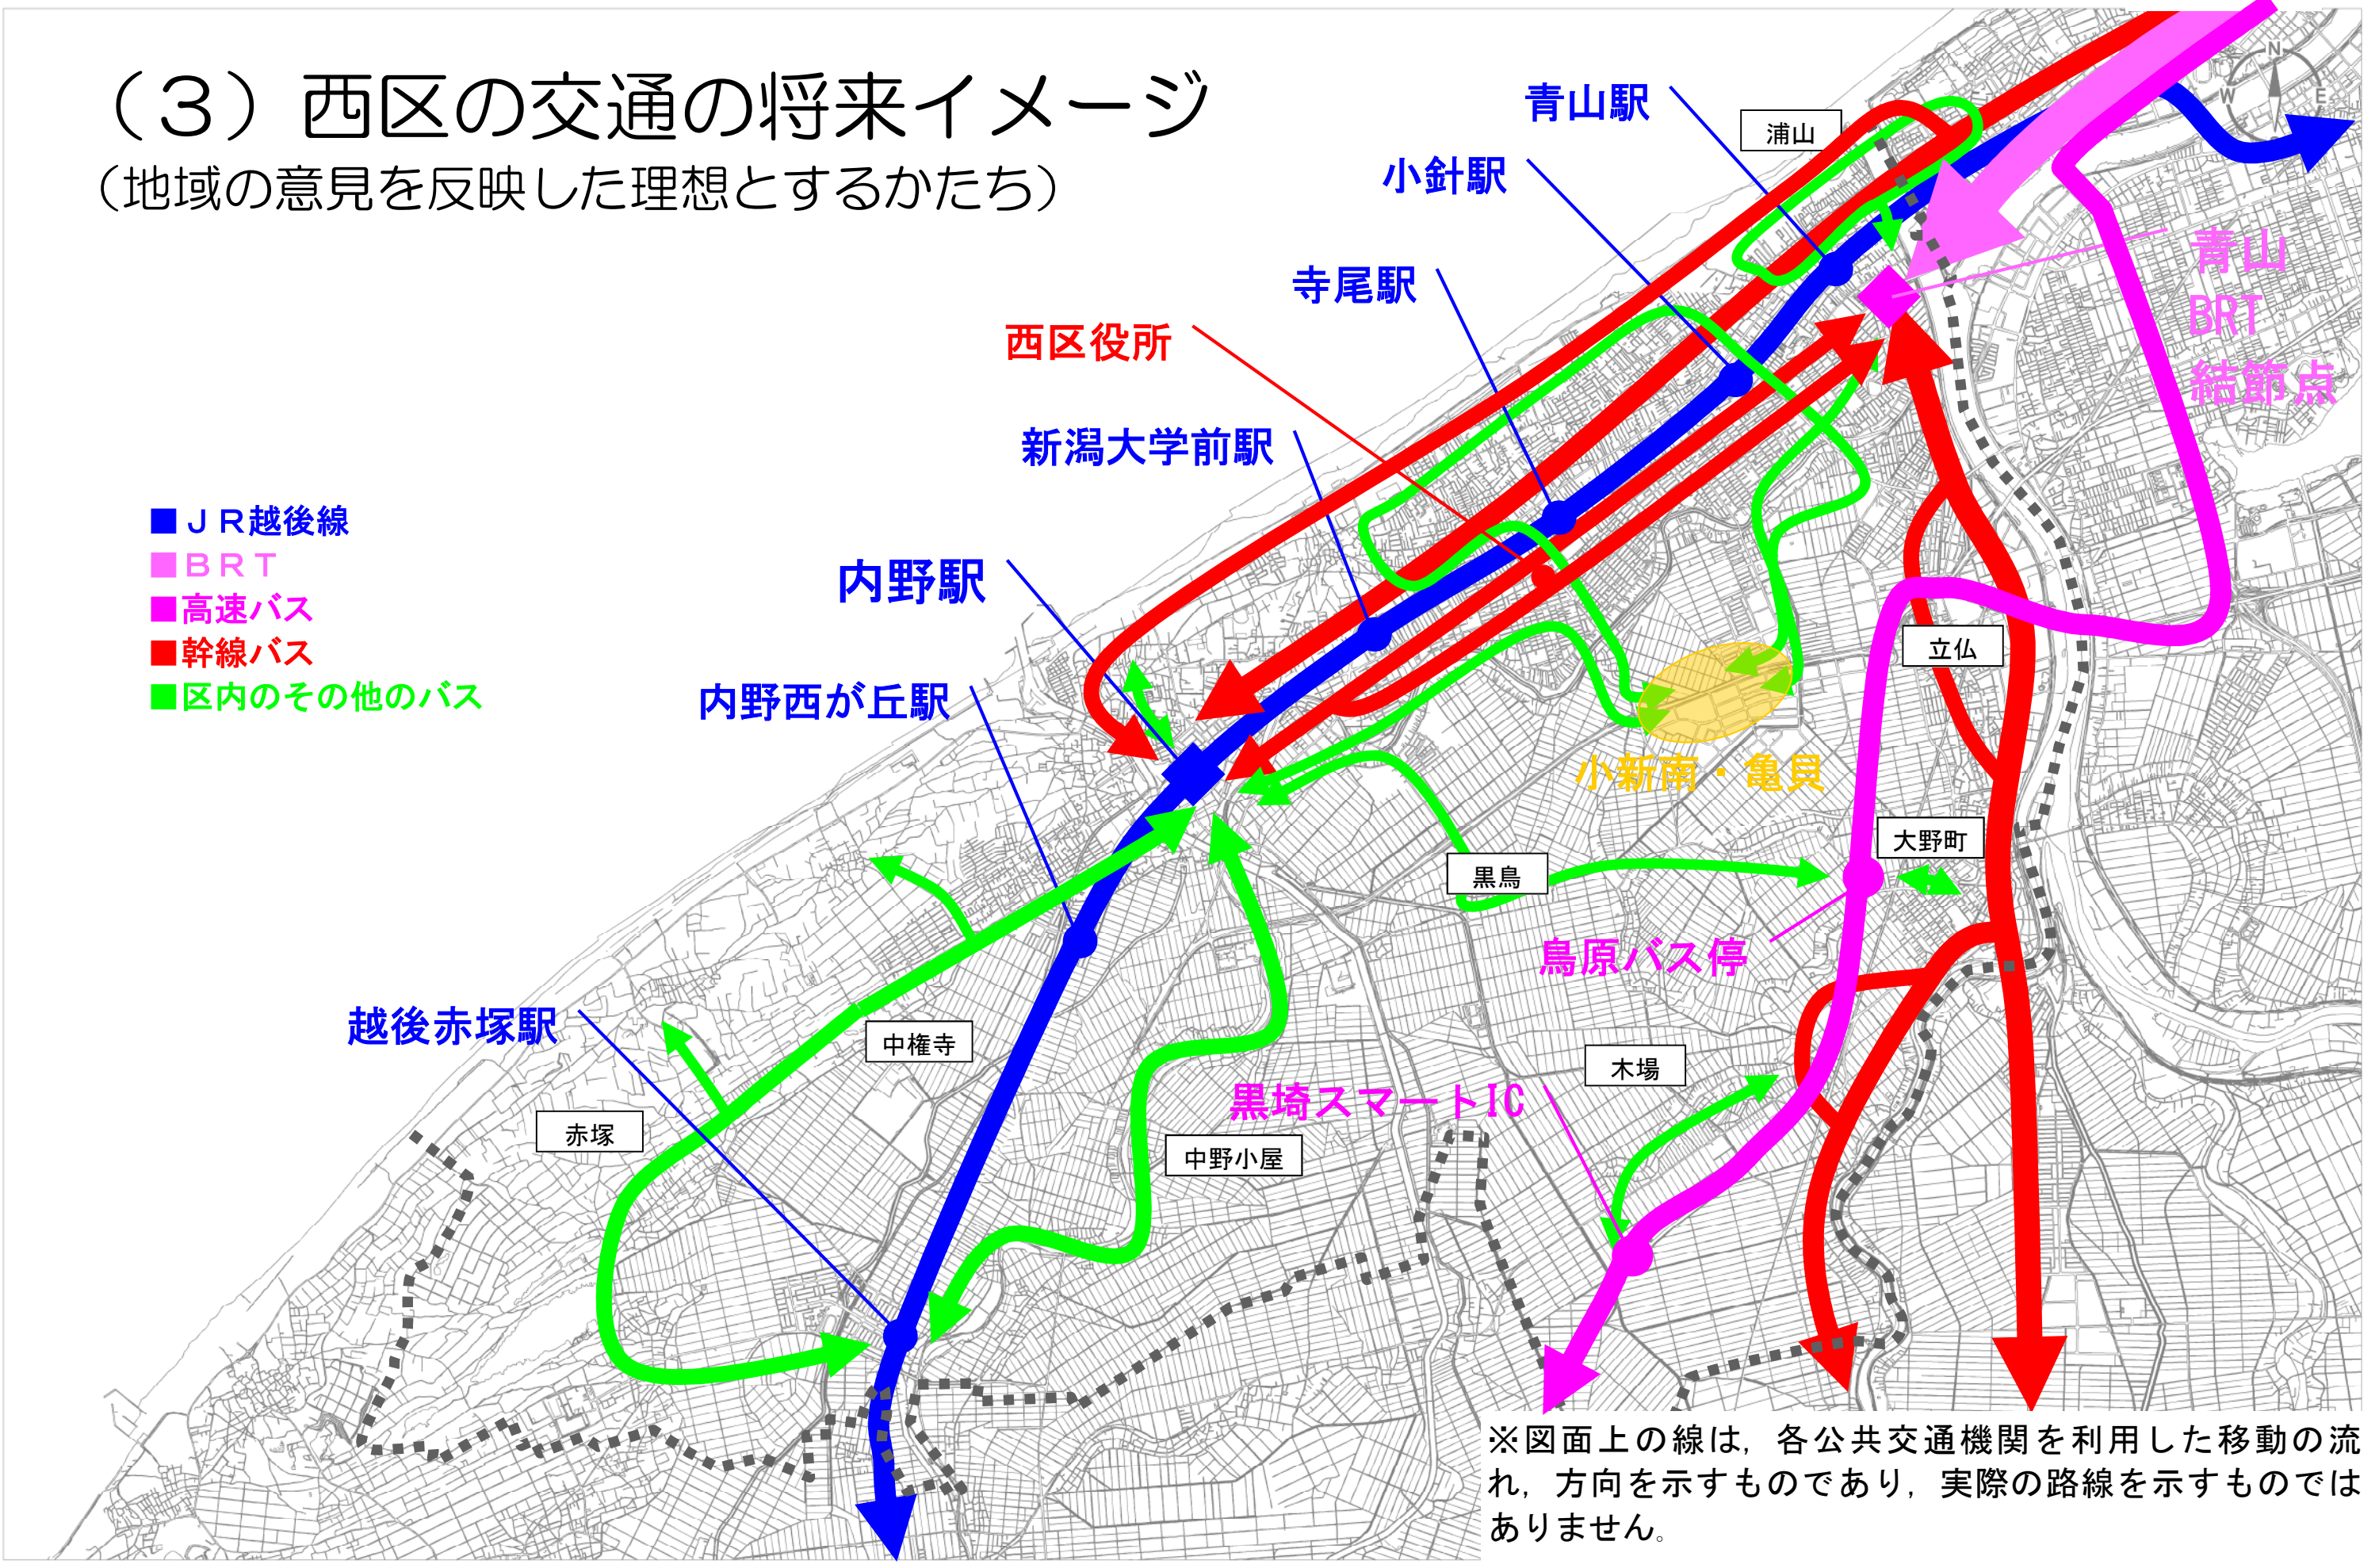 （３）西区の交通の将来イメージ
（地域の意見を反映した理想とするかたち）
青山駅
浦山
小針駅
寺尾駅
西区役所
新潟大学前駅
内野駅
内野西が丘駅
越後赤塚駅
N
W
E
青山
BRT
結節点
■ＪＲ越後線
■ＢＲＴ
■高速バス
■幹線バス
■区内のその他のバス
立仏
小新南・亀貝
大野町
黒鳥
鳥原バス停
中権寺
木場
黒埼スマートIC
赤塚
中野小屋
※図面上の線は，各公共交通機関を利用した移動の流
れ，方向を示すものであり，実際の路線を示すものでは
ありません。